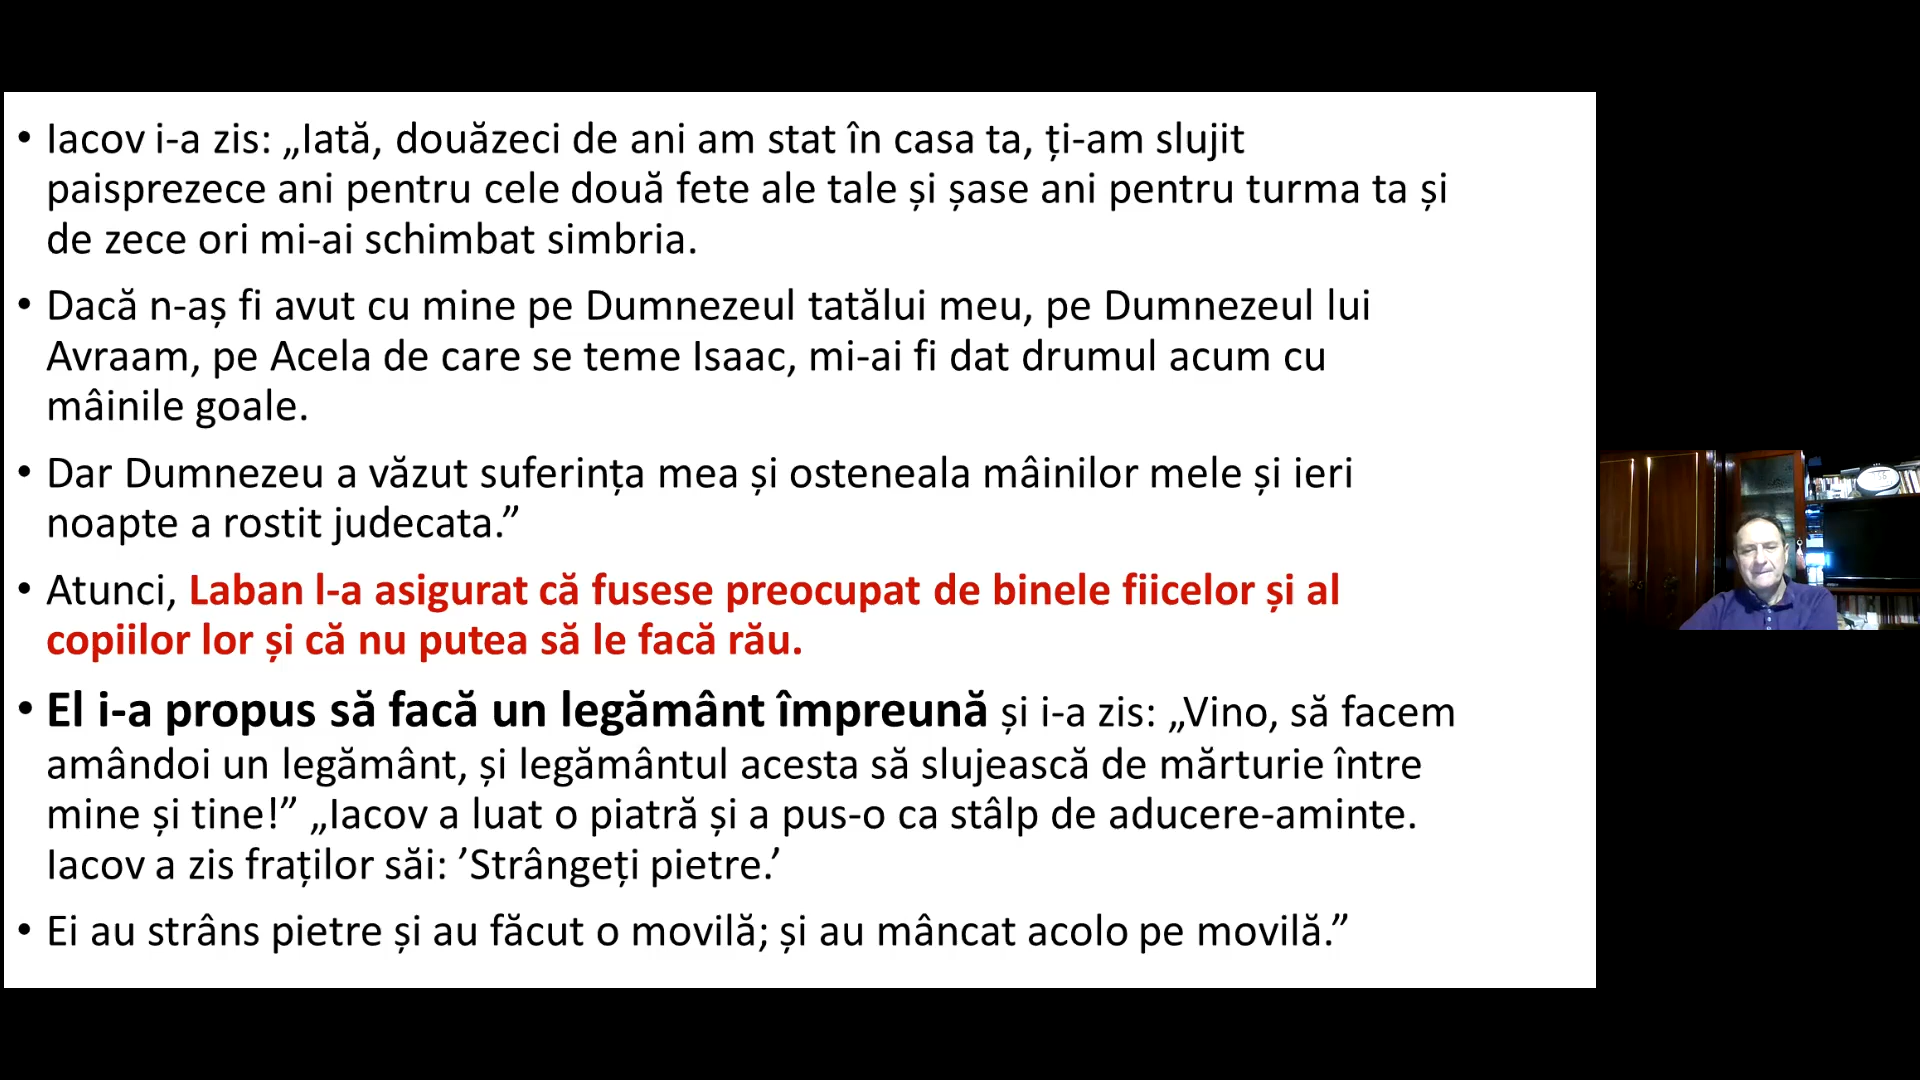 • Iacov i-a zis: „Iată, douăzeci de ani am stat în casa ta, ți-am slujit
paisprezece ani pentru cele două fete ale tale și șase ani pentru turma ta și
de zece ori mi-ai schimbat simbria.
• Dacă n-aș fi avut cu mine pe Dumnezeul tatălui meu, pe Dumnezeul lui
Avraam, pe Acela de care se teme Isaac, mi-ai fi dat drumul acum cu
mâinile goale.
• Dar Dumnezeu a văzut suferința mea și osteneala mâinilor mele și ieri
noapte a rostit judecata.”
• Atunci, Laban l-a asigurat că fusese preocupat de binele fiicelor și al
copiilor lor și că nu putea să le facă rău.
• El i-a propus să facă un legământ împreună și i-a zis: „Vino, să facem
amândoi un legământ, și legământul acesta să slujească de mărturie între
mine și tine!” „Iacov a luat o piatră și a pus-o ca stâlp de aducere-aminte.
Iacov a zis fraților săi: ’Strângeți pietre.’
• Ei au strâns pietre și au făcut o movilă; și au mâncat acolo pe movilă.”